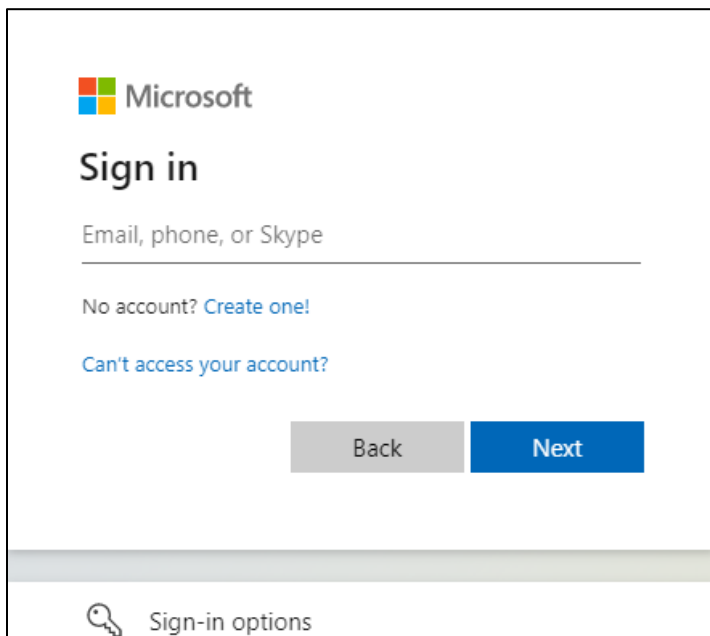 Microsoft
Sign in
Email, phone, or Skype
No account? Create one!
Can't access your account?
Back Next
Sign-in options